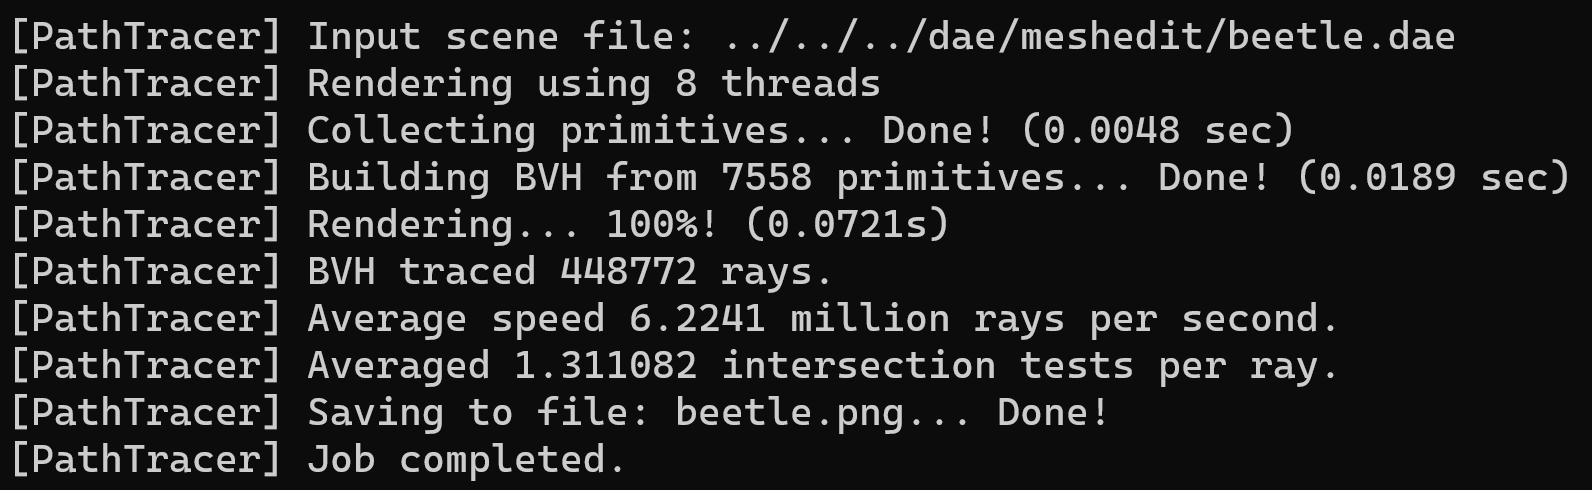 [PathTracer] Input scene file: ../../../dae/meshedit/beetle.dae
[PathTracer] Rendering using 8 threads
[PathTracer] Collecting primitives... Done! (0.0048 sec)
[PathTracer] Building BVH from 7558 primitives... Done! (0.0189 sec)
[PathTracer] Rendering... 100%! (0.0721s)
[PathTracer] BVH traced 448772 rays.
[PathTracer] Average speed 6.2241 million rays per second.
[PathTracer] Averaged 1.311082 intersection tests per ray.
[PathTracer] Saving to file: beetle.png... Done!
[PathTracer] Job completed.